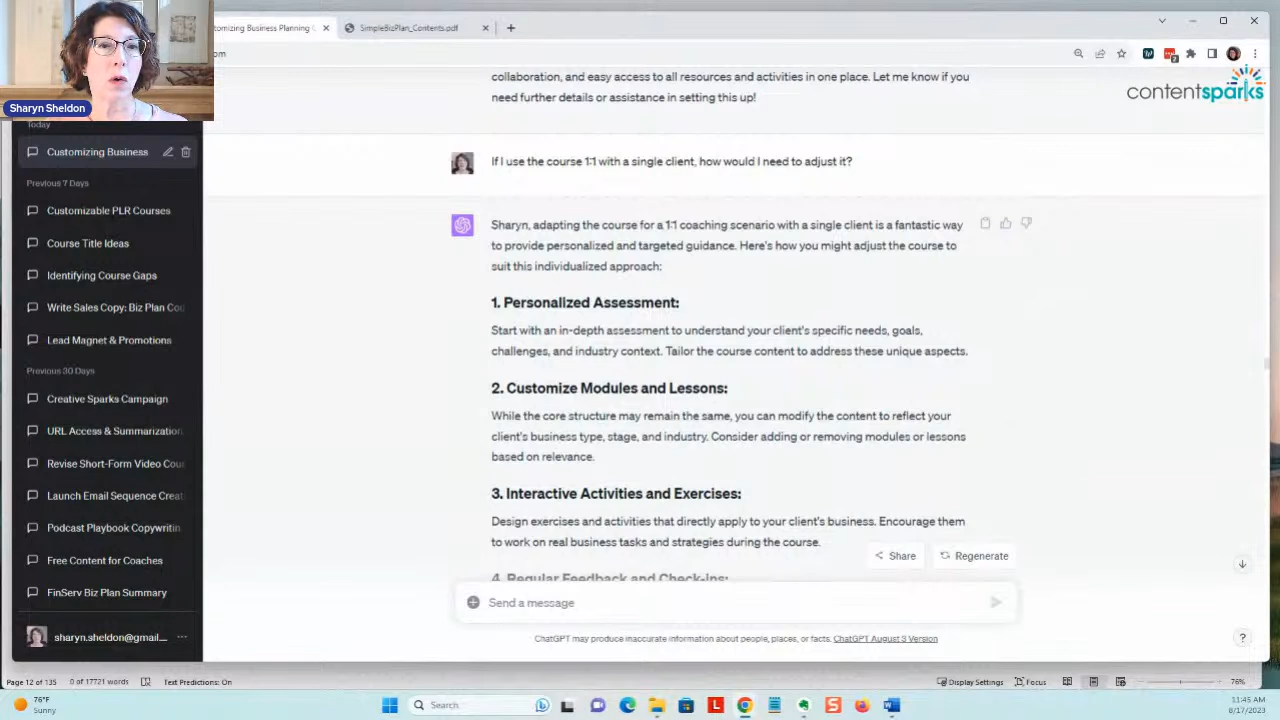 Sharyn Sheldon
tomizing Business Planning
SimpleBizPlan_Contents.pdf
om
contentsparks
Today
Customizing Business
Previous 7 Days
Customizable PLR Courses
Course Title Ideas
Identifying Course Gaps
Write Sales Copy: Biz Plan Cou
Lead Magnet & Promotions
Previous 30 Days
Creative Sparks Campaign
URL Access & Summarization
Revise Short-Form Video Cour
Launch Email Sequence Creati
Podcast Playbook Copywritin
Free Content for Coaches
FinServ Biz Plan Summary
sharyn.sheldon@gmail_...
collaboration, and easy access to all resources and activities in one place. Let me know if you
need further details or assistance in setting this up!
If I use the course 1:1 with a single client, how would I need to adjust it?
Sharyn, adapting the course for a 1:1 coaching scenario with a single client is a fantastic way
to provide personalized and targeted guidance. Here's how you might adjust the course to
suit this individualized approach:
1. Personalized Assessment:
Start with an in-depth assessment to understand your client's specific needs, goals,
challenges, and industry context. Tailor the course content to address these unique aspects.
2. Customize Modules and Lessons:
While the core structure may remain the same, you can modify the content to reflect your
client's business type, stage, and industry. Consider adding or removing modules or lessons
based on relevance.
3. Interactive Activities and Exercises:
Design exercises and activities that directly apply to your client's business. Encourage them
to work on real business tasks and strategies during the course.
Share
Regenerate
4. Regular Feedback and Check-Ins:
Send a message
ChatGPT may produce inaccurate information about people, places, or facts. ChatGPT August 3 Version
?
Page 12 of 135 0 of 17721 words Text Predictions: On
Display Settings Focus 76%
76°F
Sunny
Search
11:45 AM
8/17/2023